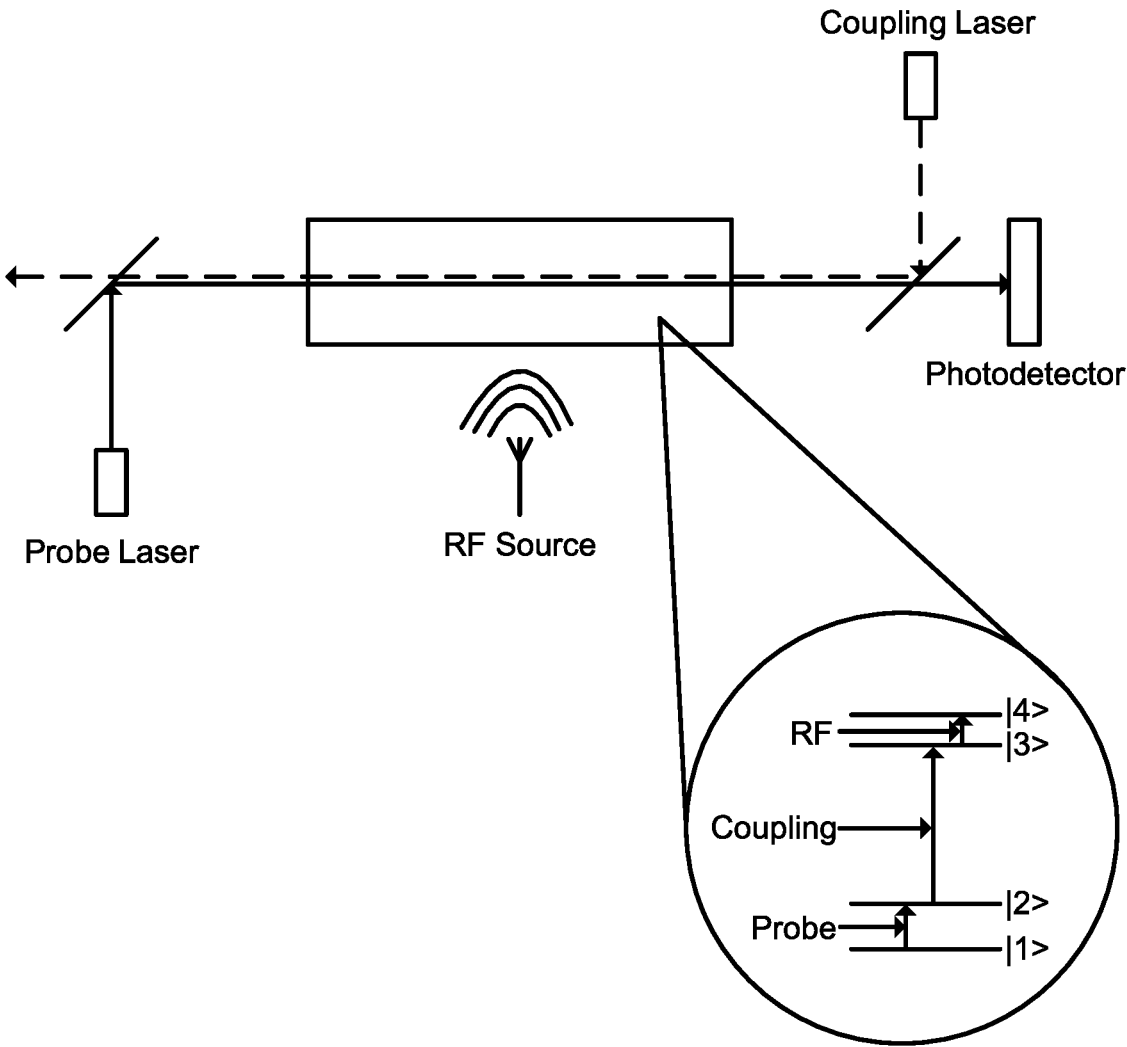 Coupling Laser
Photodetector
Probe Laser
RF Source
|4>
RF
|3>
Coupling
|2>
Probe
|1>